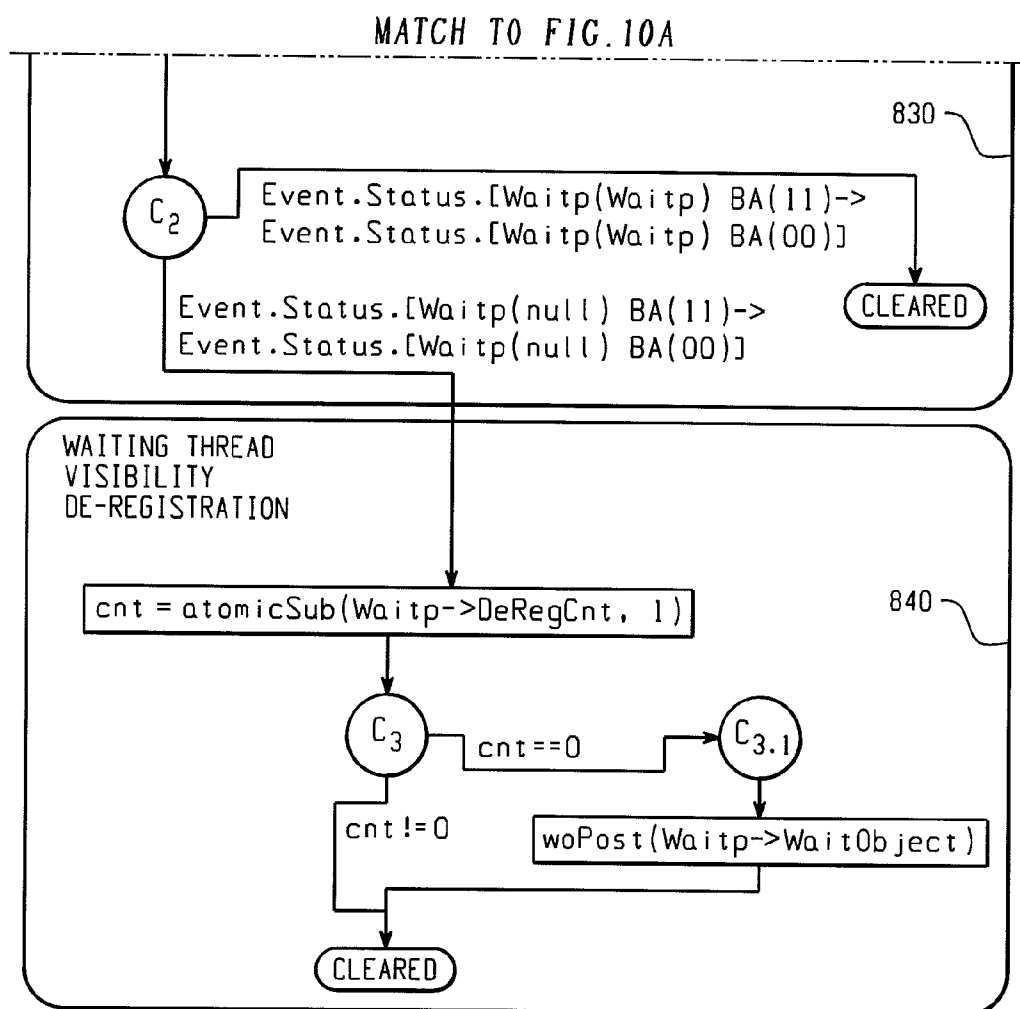 MATCH TO FIG.10A
830
C2
Event.Status.[Waitp(Waitp) BA(11)->
Event.Status.[Waitp(Waitp) BA(00)]
CLEARED
Event.Status.[Waitp(null) BA(11)->
Event.Status.[Waitp(null) BA(00)]
WAITING THREAD
VISIBILITY
DE-REGISTRATION
cnt = atomicSub(Waitp->DeRegCnt, 1)
840
C3
cnt==0
C3.1
cnt!=0
woPost(Waitp->WaitObject)
CLEARED